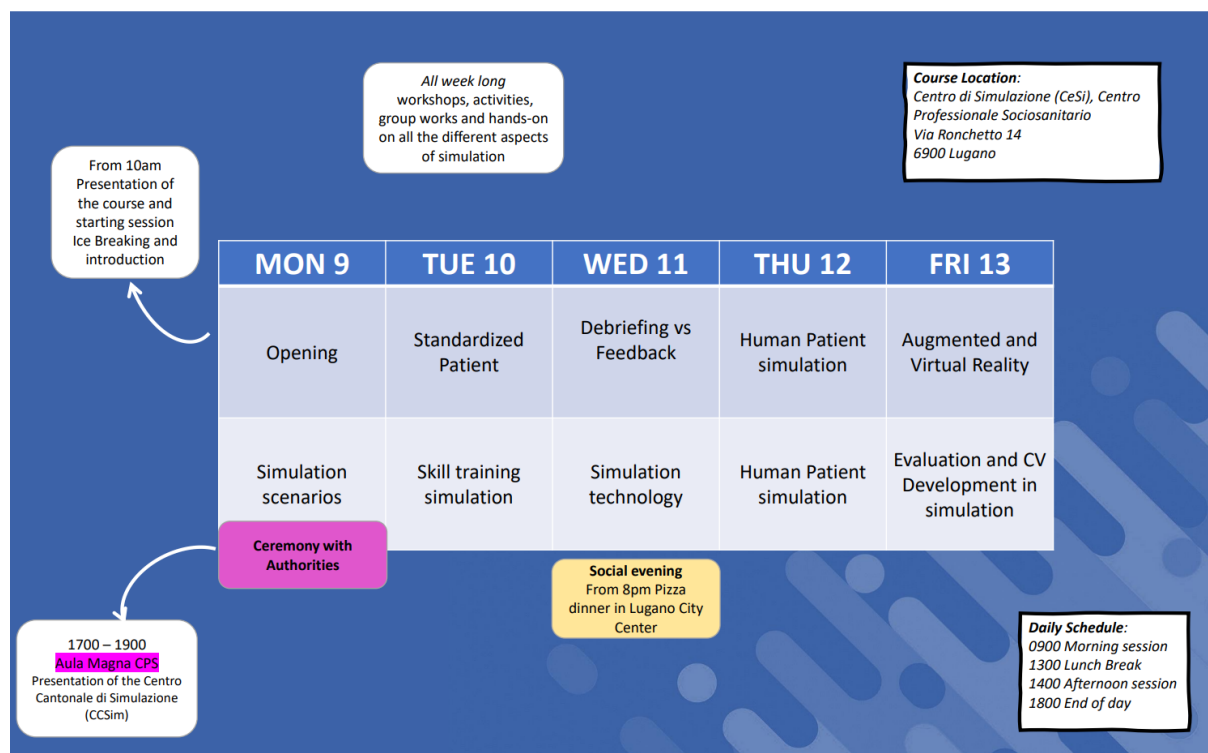 All week long
workshops, activities,
group works and hands-on
on all the different aspects
of simulation
Course Location:
Centro di Simulazione (CeSi), Centro
Professionale Sociosanitario
Via Ronchetto 14
6900 Lugano
From 10am
Presentation of
the course and
starting session
Ice Breaking and
introduction
MON 9
TUE 10
WED 11
THU 12
FRI 13
Opening
Standardized
Patient
Debriefing vs
Feedback
Human Patient
simulation
Augmented and
Virtual Reality
Simulation
scenarios
Skill training
simulation
Simulation
technology
Human Patient
simulation
Evaluation and CV
Development in
simulation
Ceremony with
Authorities
Social evening
From 8pm Pizza
dinner in Lugano City
Center
1700 – 1900
Aula Magna CPS
Presentation of the Centro
Cantonale di Simulazione
(CCSim)
Daily Schedule:
0900 Morning session
1300 Lunch Break
1400 Afternoon session
1800 End of day